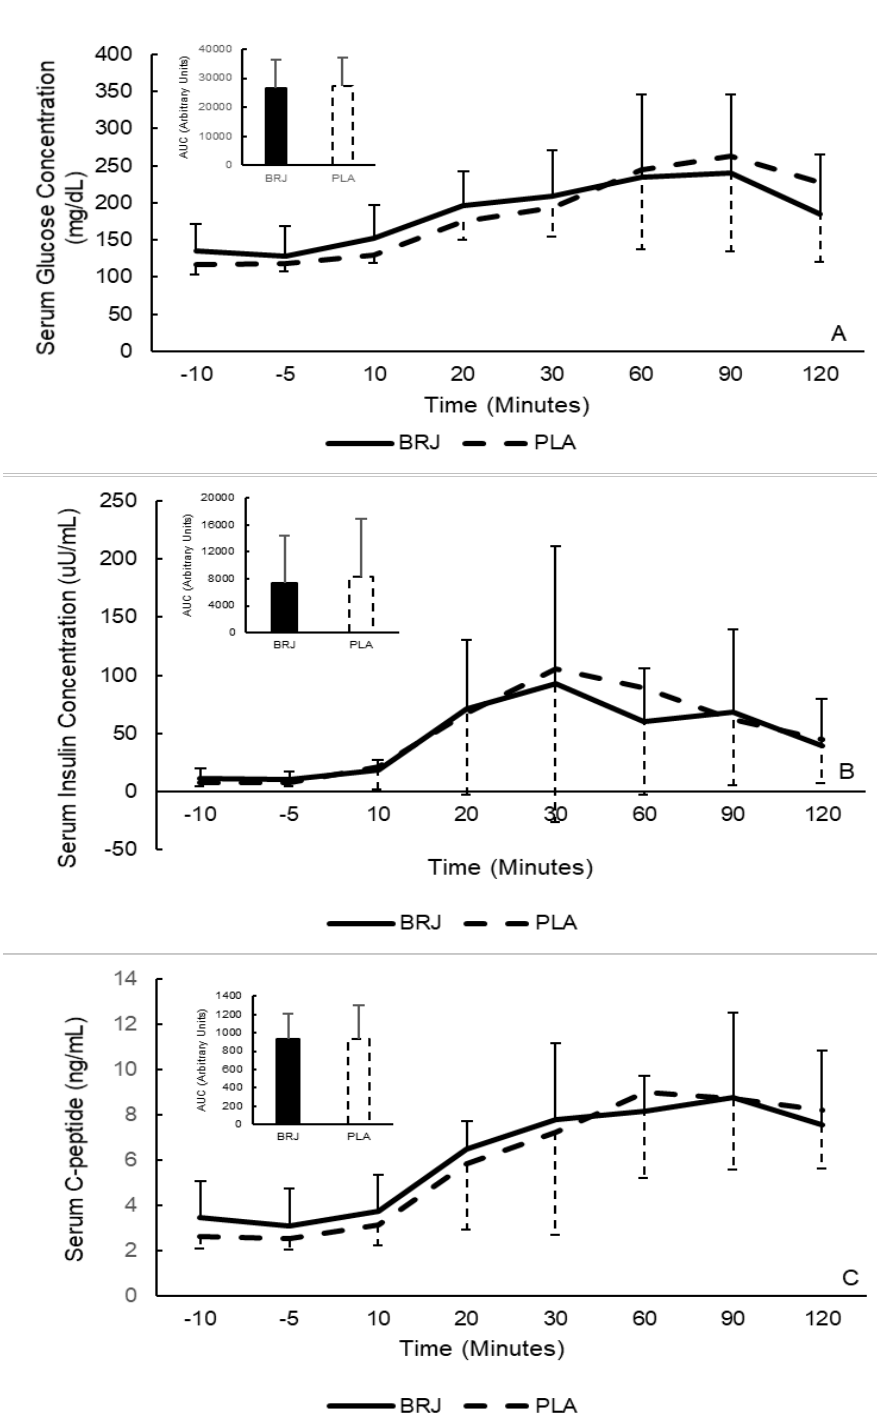 400
350
300
250
200
150
100
50
0
Serum Glucose Concentration
(mg/dL)
40000
30000
20000
10000
0
AUC (Arbitrary Units)
BRJ PLA
A
-10 -5 10 20 30 60 90 120
Time (Minutes)
BRJ PLA
250
200
150
100
50
0
-50
Serum Insulin Concentration (uU/mL)
20000
16000
12000
8000
4000
0
AUC (Arbitrary Units)
BRJ PLA
B
-10 -5 10 20 30 60 90 120
Time (Minutes)
BRJ PLA
14
12
10
8
6
4
2
0
Serum C-peptide (ng/mL)
1400
1200
1000
800
600
400
200
0
AUC (Arbitrary Units)
BRJ PLA
C
-10 -5 10 20 30 60 90 120
Time (Minutes)
BRJ PLA